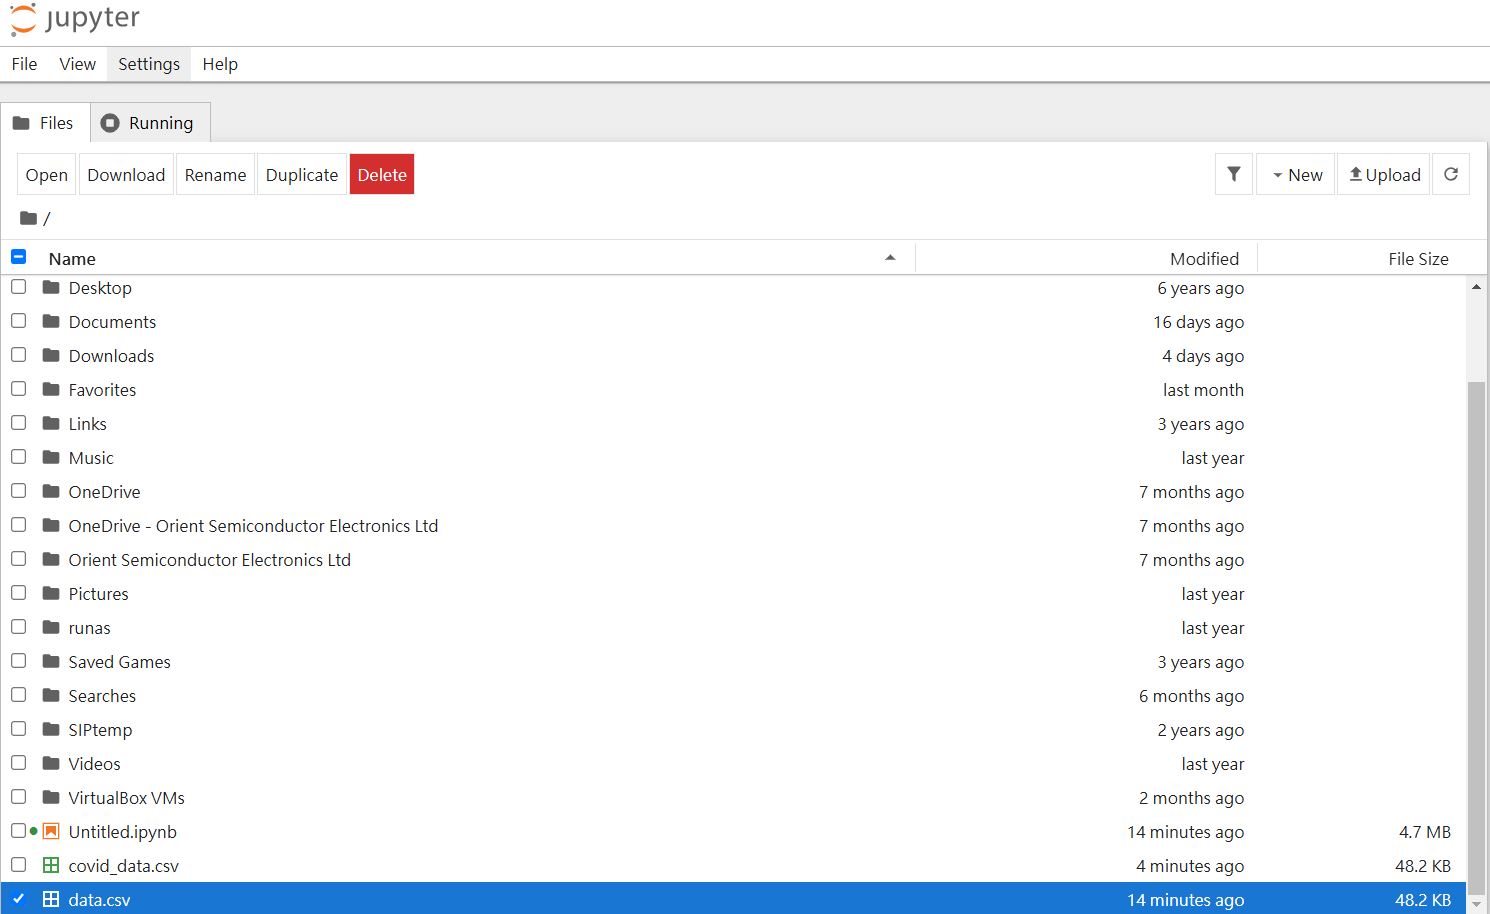 jupyter
File View Settings Help
Files Running
Open Download Rename Duplicate Delete New Upload
/
Name Modified File Size
Desktop 6 years ago
Documents 16 days ago
Downloads 4 days ago
Favorites last month
Links 3 years ago
Music last year
OneDrive 7 months ago
OneDrive - Orient Semiconductor Electronics Ltd 7 months ago
Orient Semiconductor Electronics Ltd 7 months ago
Pictures last year
runas last year
Saved Games 3 years ago
Searches 6 months ago
SIPtemp 2 years ago
Videos last year
VirtualBox VMs 2 months ago
Untitled.ipynb 14 minutes ago 4.7 MB
covid_data.csv 4 minutes ago 48.2 KB
data.csv 14 minutes ago 48.2 KB